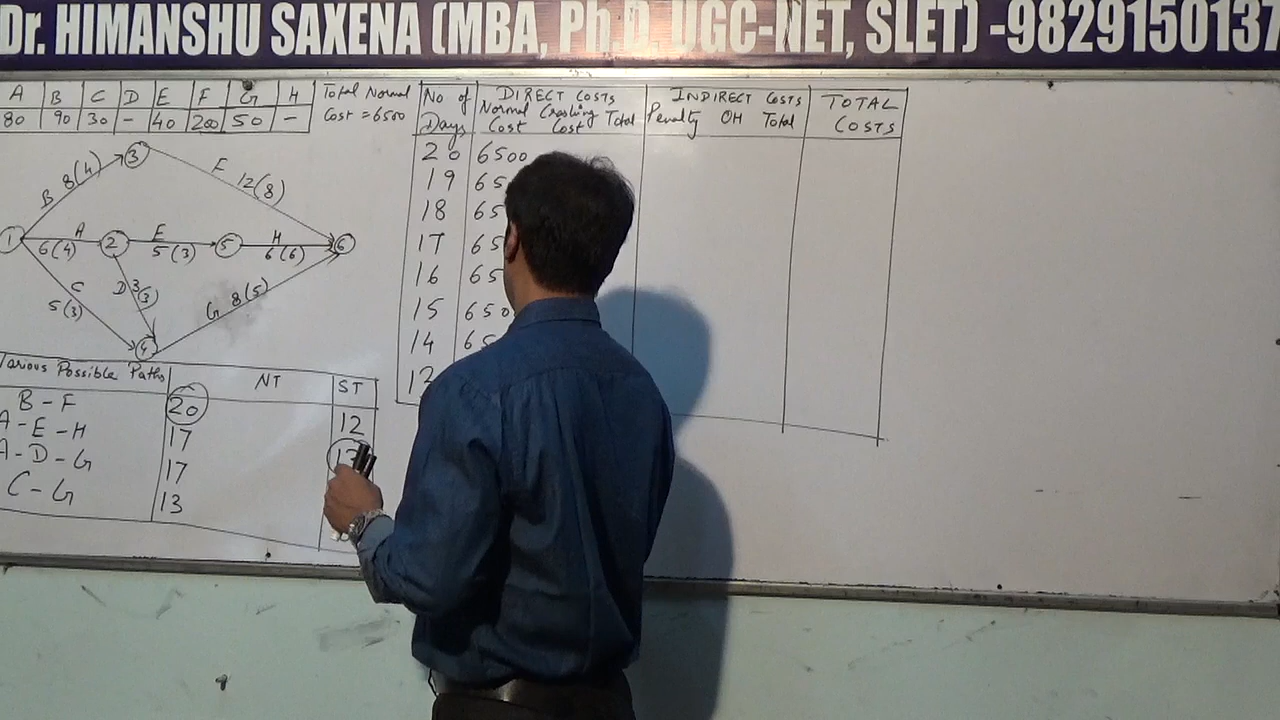 Dr. HIMANSHU SAXENA (MBA, Ph.D. UGC-NET, SLET) -9829150137
A B C D E F G H
80 90 30 - 40 200 50 -
Total Normal
Cost = 6500
No of
Days
DIRECT COSTS
Normal Crashing Total
Cost Cost
INDIRECT COSTS
Penalty OH Total
TOTAL
COSTS
20 6500
19 65
18 65
17 65
16 65
15 650
14 65
1 2 3 4 5 6
B 8(4)
F 12(8)
A 6(4)
E 5(3)
H 6(6)
C 5(3)
D 3(3)
G 8(5)
Various Possible Paths NT ST
B - F 20 12
A - E - H 17
A - D - G 17
C - G 13